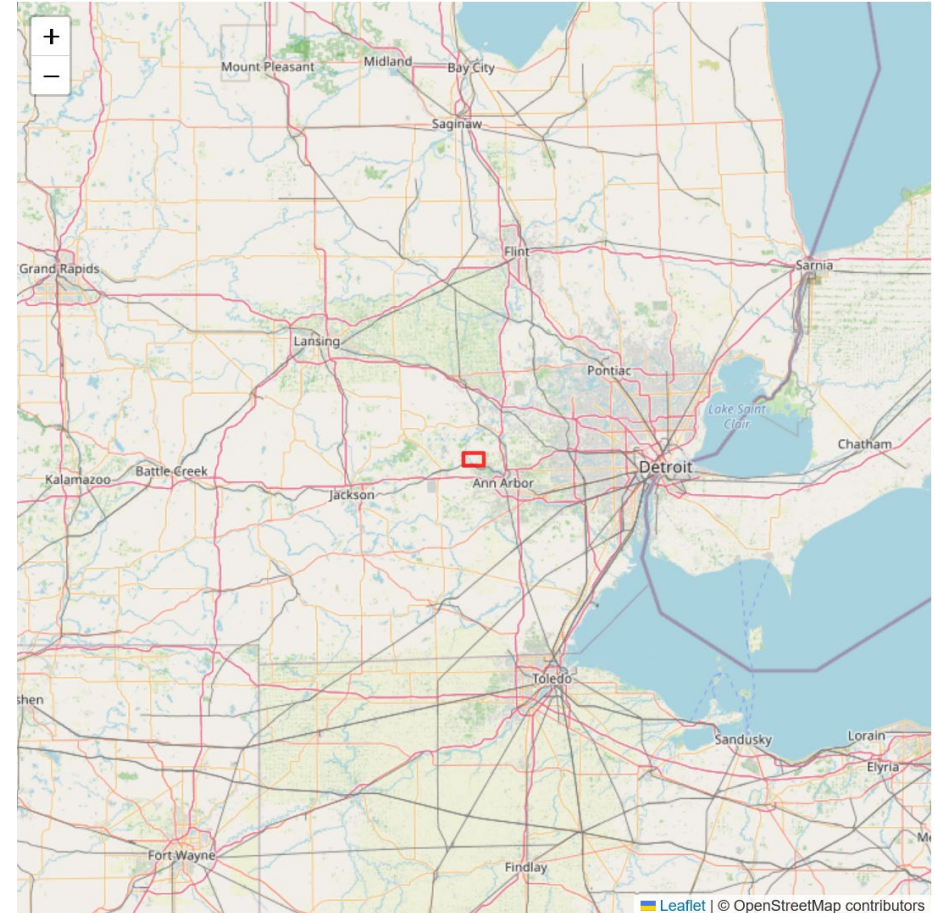 +
−
Mount Pleasant
Midland
Bay City
Saginaw
Flint
Grand Rapids
Sarnia
Lansing
Pontiac
Lake Saint
Clair
Chatham
Detroit
Battle Creek
Kalamazoo
Ann Arbor
Jackson
Toledo
shen
Sandusky
Lorain
Elyria
Me
Fort Wayne
Findlay
Leaflet | © OpenStreetMap contributors